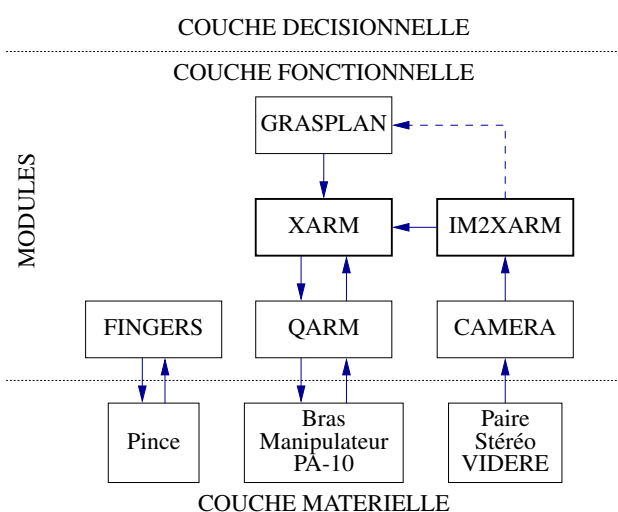 COUCHE DECISIONNELLE
COUCHE FONCTIONNELLE
GRASPLAN
MODULES
XARM
IM2XARM
FINGERS
QARM
CAMERA
Pince
Bras
Manipulateur
PA-10
Paire
Stéréo
VIDERE
COUCHE MATERIELLE